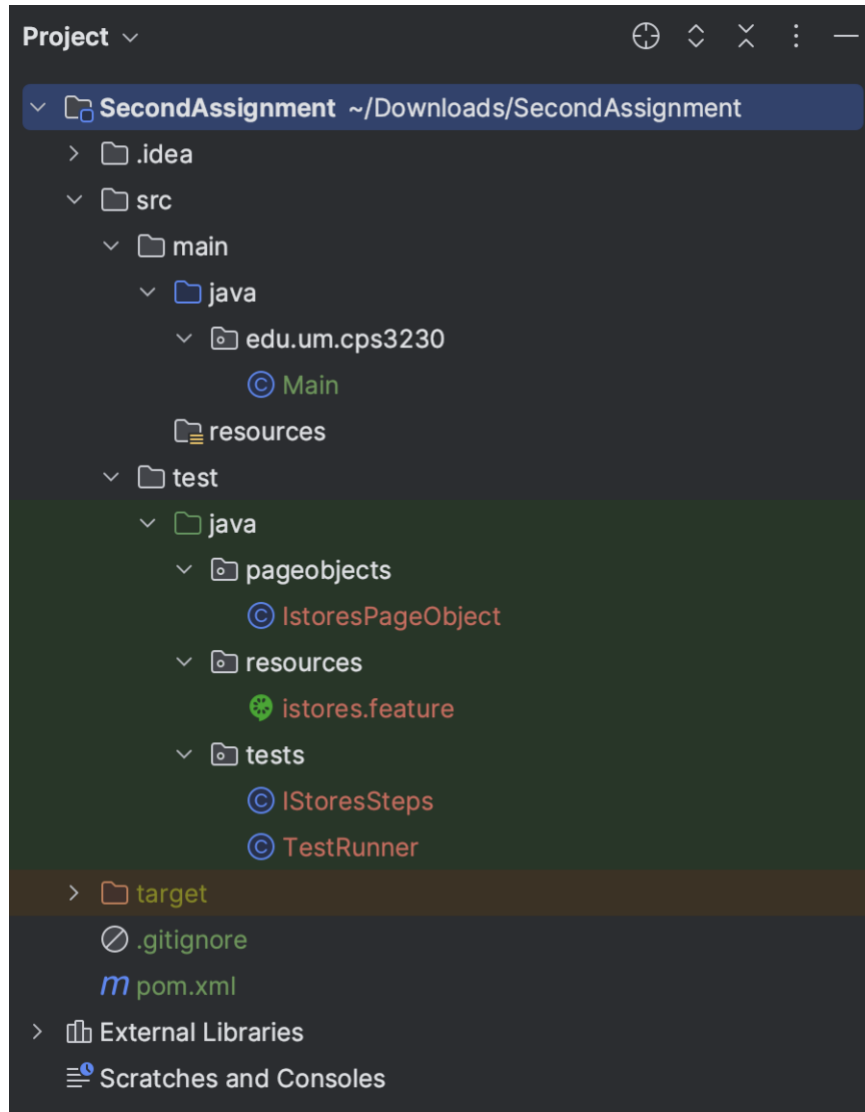 Project
SecondAssignment ~/Downloads/SecondAssignment
.idea
src
main
java
edu.um.cps3230
Main
resources
test
java
pageobjects
IstoresPageObject
resources
istores.feature
tests
IStoresSteps
TestRunner
target
.gitignore
pom.xml
External Libraries
Scratches and Consoles